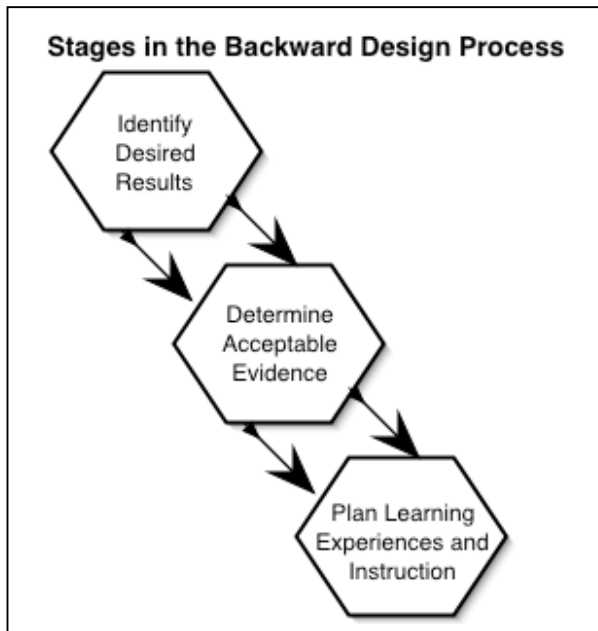 Stages in the Backward Design Process
Identify
Desired
Results
Determine
Acceptable
Evidence
Plan Learning
Experiences and
Instruction